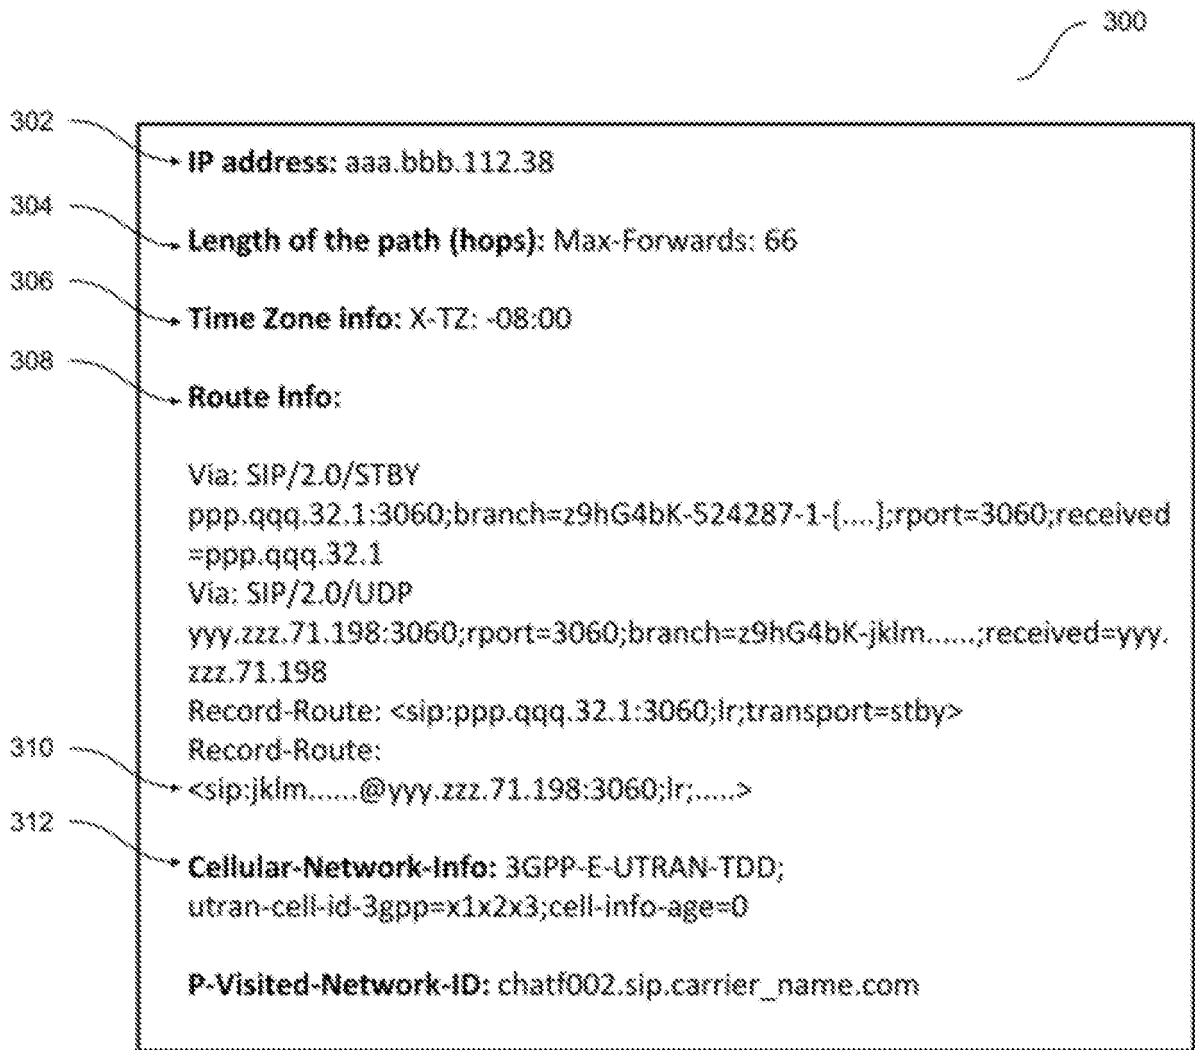 300
302
IP address: aaa.bbb.112.38
304
Length of the path (hops): Max-Forwards: 66
306
Time Zone info: X-TZ: -08:00
308
Route Info:
Via: SIP/2.0/STBY
ppp.qqq.32.1:3060;branch=z9hG4bK-524287-1-[....];rport=3060;received
=ppp.qqq.32.1
Via: SIP/2.0/UDP
yyy.zzz.71.198:3060;rport=3060;branch=z9hG4bK-jklm......;received=yyy.
zzz.71.198
Record-Route: <sip:ppp.qqq.32.1:3060;lr;transport=stby>
Record-Route:
310
<sip:jklm......@yyy.zzz.71.198:3060;lr;.....>
312
Cellular-Network-Info: 3GPP-E-UTRAN-TDD;
utran-cell-id-3gpp=x1x2x3;cell-info-age=0
P-Visited-Network-ID: chatf002.sip.carrier_name.com